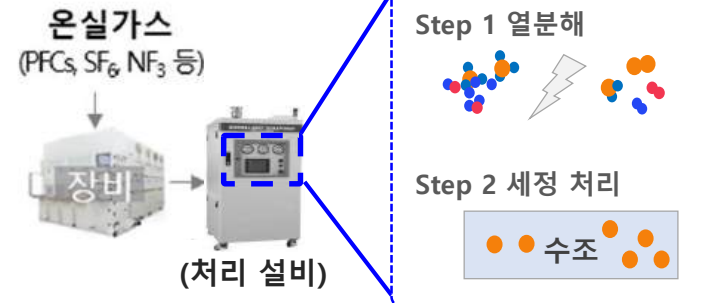 온실가스
(PFCs, SF₆, NF₃ 등)
장비
(처리 설비)
Step 1 열분해
Step 2 세정 처리
수조